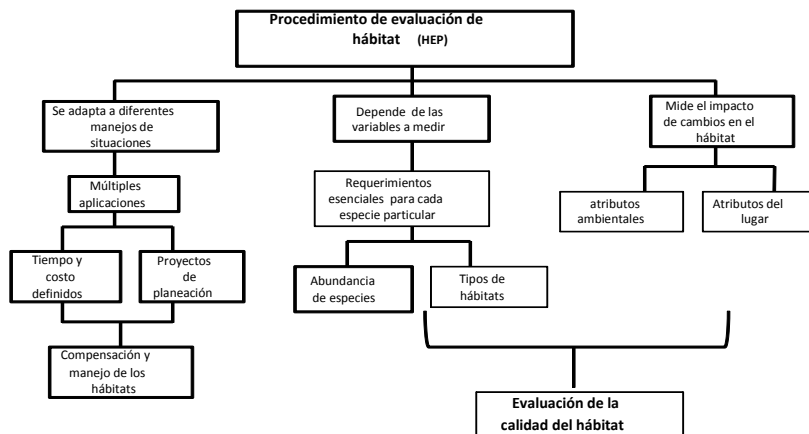 Procedimiento de evaluación de
hábitat (HEP)
Se adapta a diferentes
manejos de
situaciones
Depende de las
variables a medir
Mide el impacto
de cambios en el
hábitat
Múltiples
aplicaciones
Requerimientos
esenciales para cada
especie particular
atributos
ambientales
Atributos del
lugar
Tiempo y
costo
definidos
Proyectos
de
planeación
Abundancia
de especies
Tipos de
hábitats
Compensación y
manejo de los
hábitats
Evaluación de la
calidad del hábitat